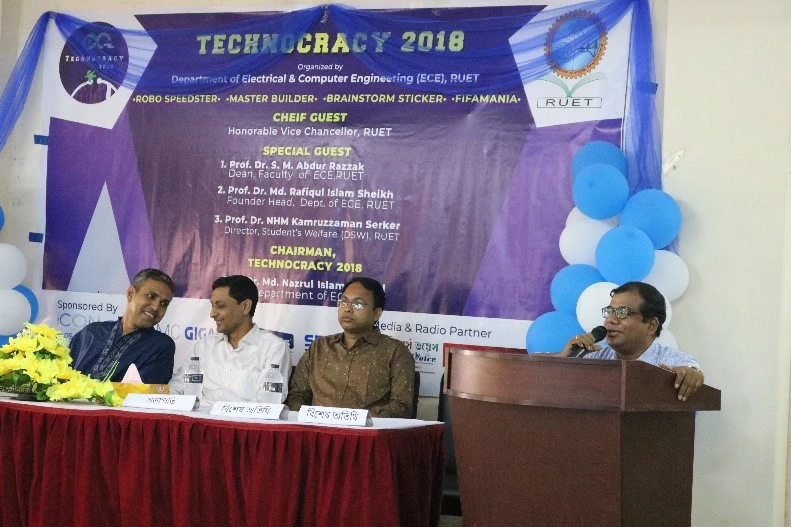 TECHNOCRACY 2018
TECHNOCRACY
Organized by
Department of Electrical & Computer Engineering (ECE), RUET
•ROBO SPEEDSTER• •MASTER BUILDER• •BRAINSTORM STICKER• •FIFAMANIA•
RUET
CHEIF GUEST
Honorable Vice Chancellor, RUET
SPECIAL GUEST
1. Prof. Dr. S. M. Abdur Razzak
Dean, Faculty of ECE,RUET
2. Prof. Dr. Md. Rafiqul Islam Sheikh
Founder Head, Dept. of ECE, RUET
3. Prof. Dr. NHM Kamruzzaman Serker
Director, Student's Welfare (DSW), RUET
CHAIRMAN,
TECHNOCRACY 2018
Md. Nazrul Islam
Department of
Sponsored By
Media & Radio Partner
সভাপতি
বিশেষ অতিথি
বিশেষ অতিথি